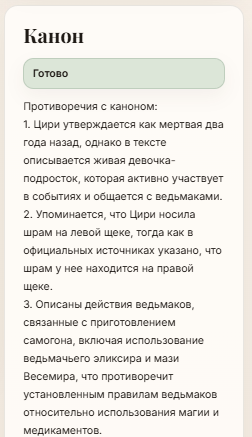 Канон
Готово
Противоречия с каноном:
1. Цири утверждается как мертвая два
года назад, однако в тексте
описывается живая девочка-
подросток, которая активно участвует
в событиях и общается с ведьмаками.
2. Упоминается, что Цири носила
шрам на левой щеке, тогда как в
официальных источниках указано, что
шрам у нее находится на правой
щеке.
3. Описаны действия ведьмаков,
связанные с приготовлением
самогона, включая использование
ведьмачьего эликсира и мази
Весемира, что противоречит
установленным правилам ведьмаков
относительно использования магии и
медикаментов.